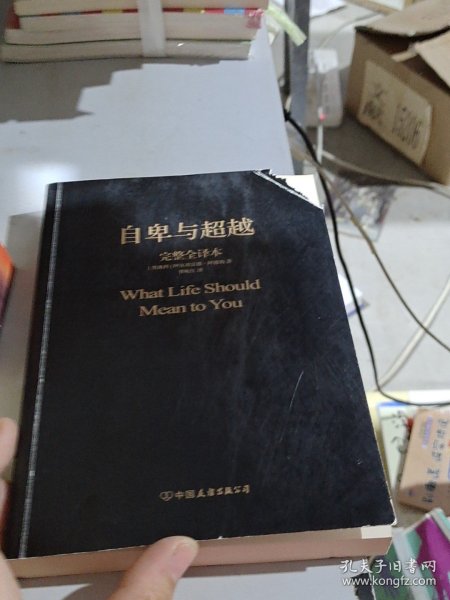 自卑与超越
完整全译本
What Life Should
Mean to You
中国友谊出版公司
15206
孔夫子旧书网
www.kongfz.com